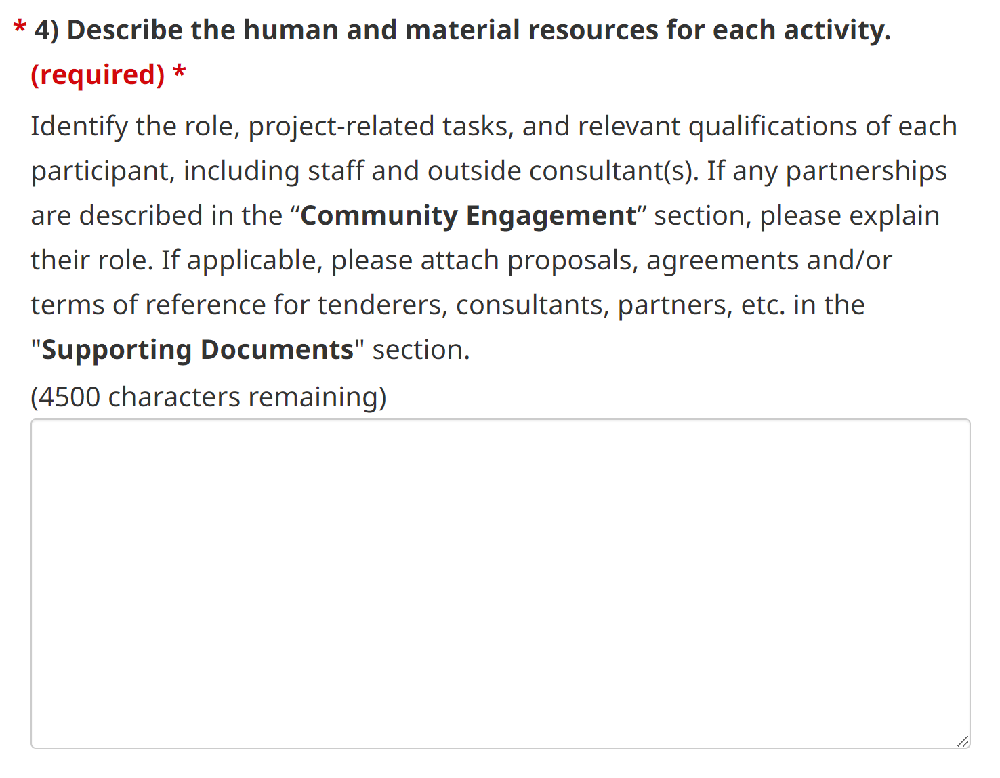 * 4) Describe the human and material resources for each activity.
(required) *
Identify the role, project-related tasks, and relevant qualifications of each
participant, including staff and outside consultant(s). If any partnerships
are described in the “Community Engagement” section, please explain
their role. If applicable, please attach proposals, agreements and/or
terms of reference for tenderers, consultants, partners, etc. in the
"Supporting Documents" section.
(4500 characters remaining)